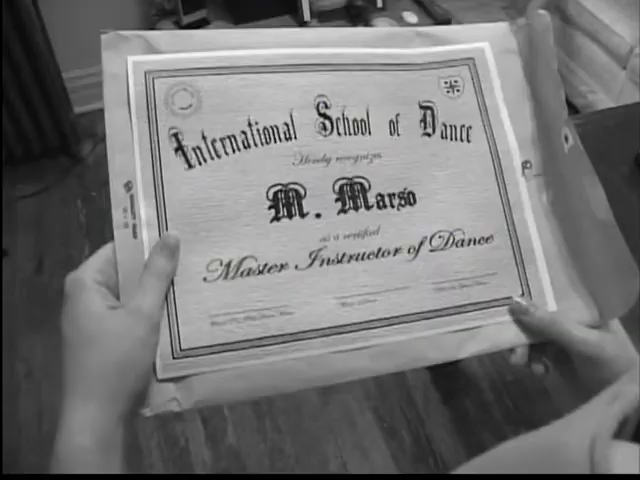 International School of Dance
Hereby recognizes
M. Marso
as a certified
Master Instructor of Dance